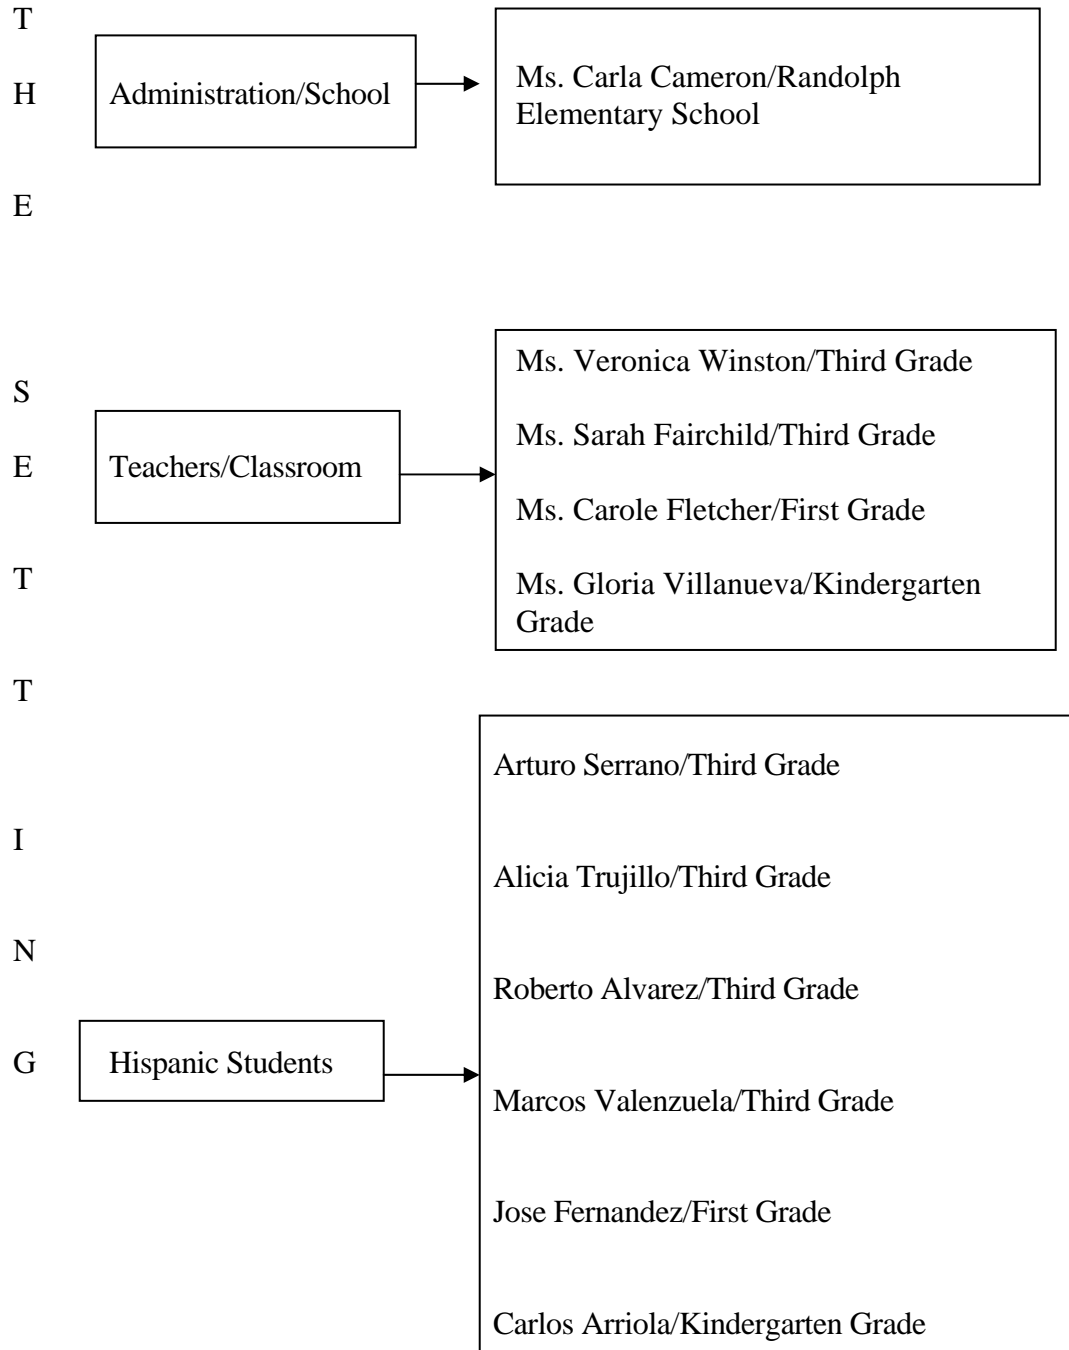 T
H
E
S
E
T
T
I
N
G
Administration/School
Ms. Carla Cameron/Randolph
Elementary School
Teachers/Classroom
Ms. Veronica Winston/Third Grade
Ms. Sarah Fairchild/Third Grade
Ms. Carole Fletcher/First Grade
Ms. Gloria Villanueva/Kindergarten
Grade
Hispanic Students
Arturo Serrano/Third Grade
Alicia Trujillo/Third Grade
Roberto Alvarez/Third Grade
Marcos Valenzuela/Third Grade
Jose Fernandez/First Grade
Carlos Arriola/Kindergarten Grade